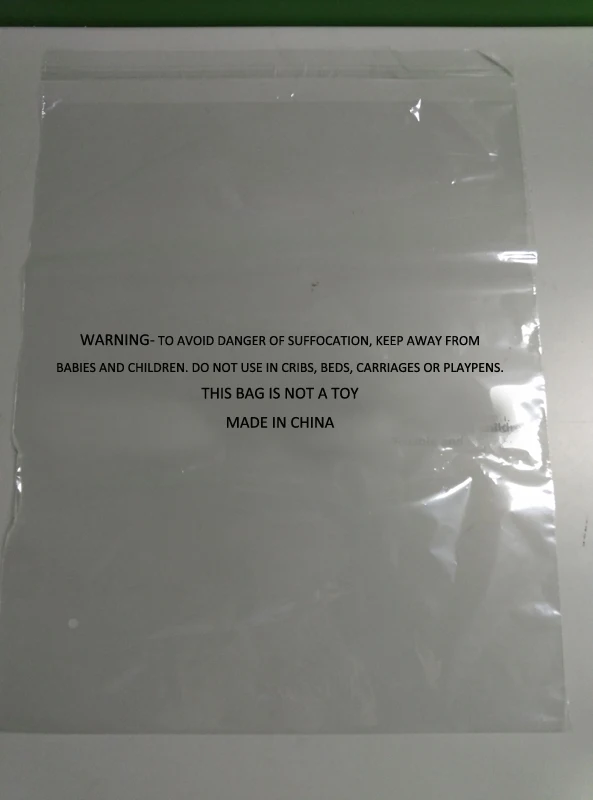 WARNING- TO AVOID DANGER OF SUFFOCATION, KEEP AWAY FROM
BABIES AND CHILDREN. DO NOT USE IN CRIBS, BEDS, CARRIAGES OR PLAYPENS.
THIS BAG IS NOT A TOY
MADE IN CHINA